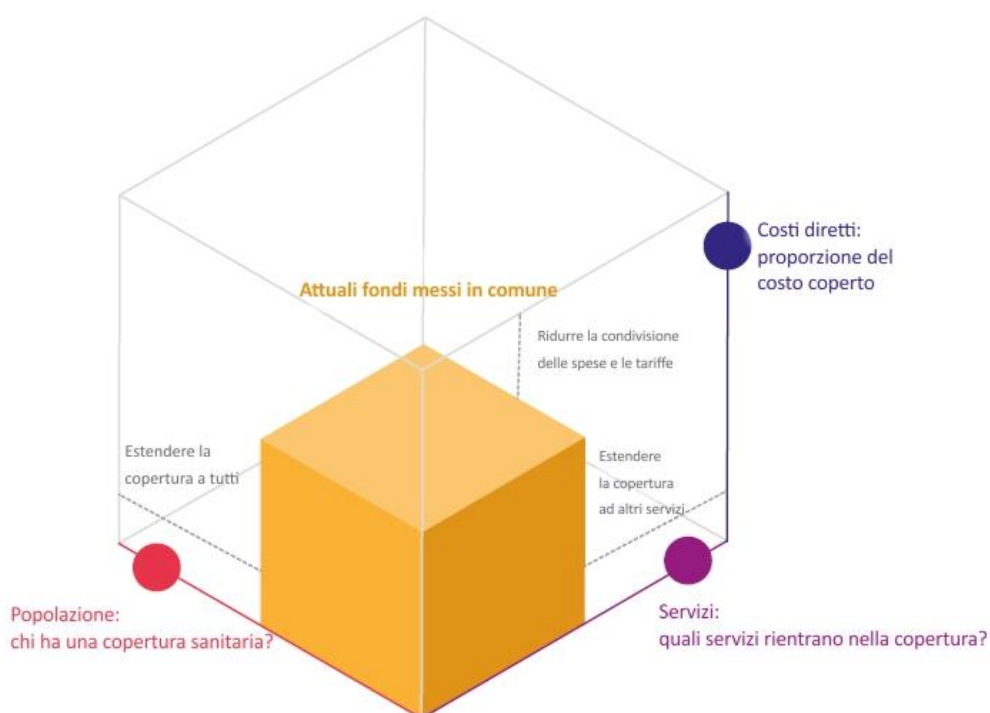 Costi diretti:
proporzione del
costo coperto
Attuali fondi messi in comune
Ridurre la condivisione
delle spese e le tariffe
Estendere la
copertura a tutti
Estendere
la copertura
ad altri servizi
Popolazione:
chi ha una copertura sanitaria?
Servizi:
quali servizi rientrano nella copertura?